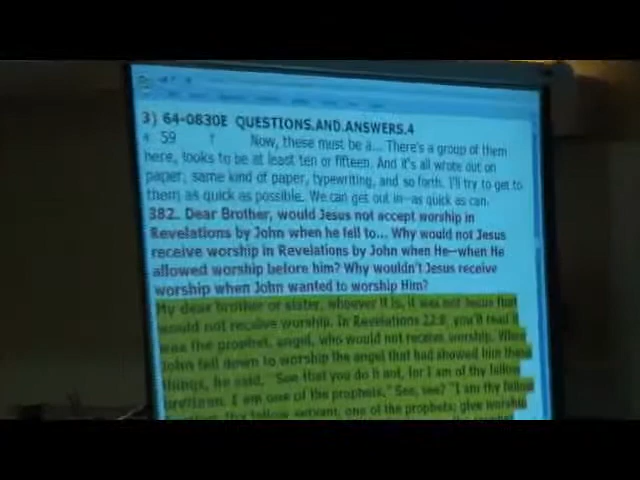 3) 64-0830E QUESTIONS.AND.ANSWERS.4
59 Now, these must be a... There's a group of them
here, looks to be at least ten or fifteen. And it's all wrote out on
paper; same kind of paper, typewriting, and so forth. I'll try to get to
them as quick as possible. We can get out in—as quick as can.
382. Dear Brother, would Jesus not accept worship in
Revelations by John when he fell to... Why would not Jesus
receive worship in Revelations by John when He—when He
allowed worship before him? Why wouldn't Jesus receive
worship when John wanted to worship Him?
My dear brother or sister, whoever it is, it was not Jesus that
would not receive worship. In Revelations 22:8, you'll read it
was the prophet, angel, who would not receive worship. When
John fell down to worship the angel that had showed him these
things, he said, "See that you do it not, for I am of thy fellow
brethren. I am one of the prophets." See, see? "I am thy fellow
thy fellow servant, one of the prophets; give worship